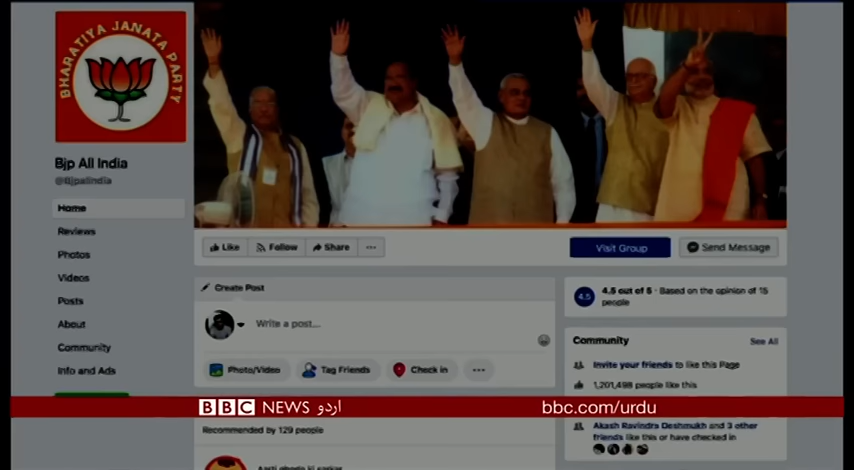 BHARATIYA JANATA PARTY
Bjp All India
@Bjpallindia
Home
Reviews
Photos
Videos
Posts
About
Community
Info and Ads
Like
Follow
Share
Visit Group
Send Message
Create Post
Write a post...
Photo/Video
Tag Friends
Check in
4.5
4.5 out of 5 · Based on the opinion of 15
people
Community
See All
Invite your friends to like this Page
1,201,498 people like this
BBC NEWS اردو
bbc.com/urdu
Akash Ravindra Deshmukh and 3 other
friends like this or have checked in
Recommended by 129 people